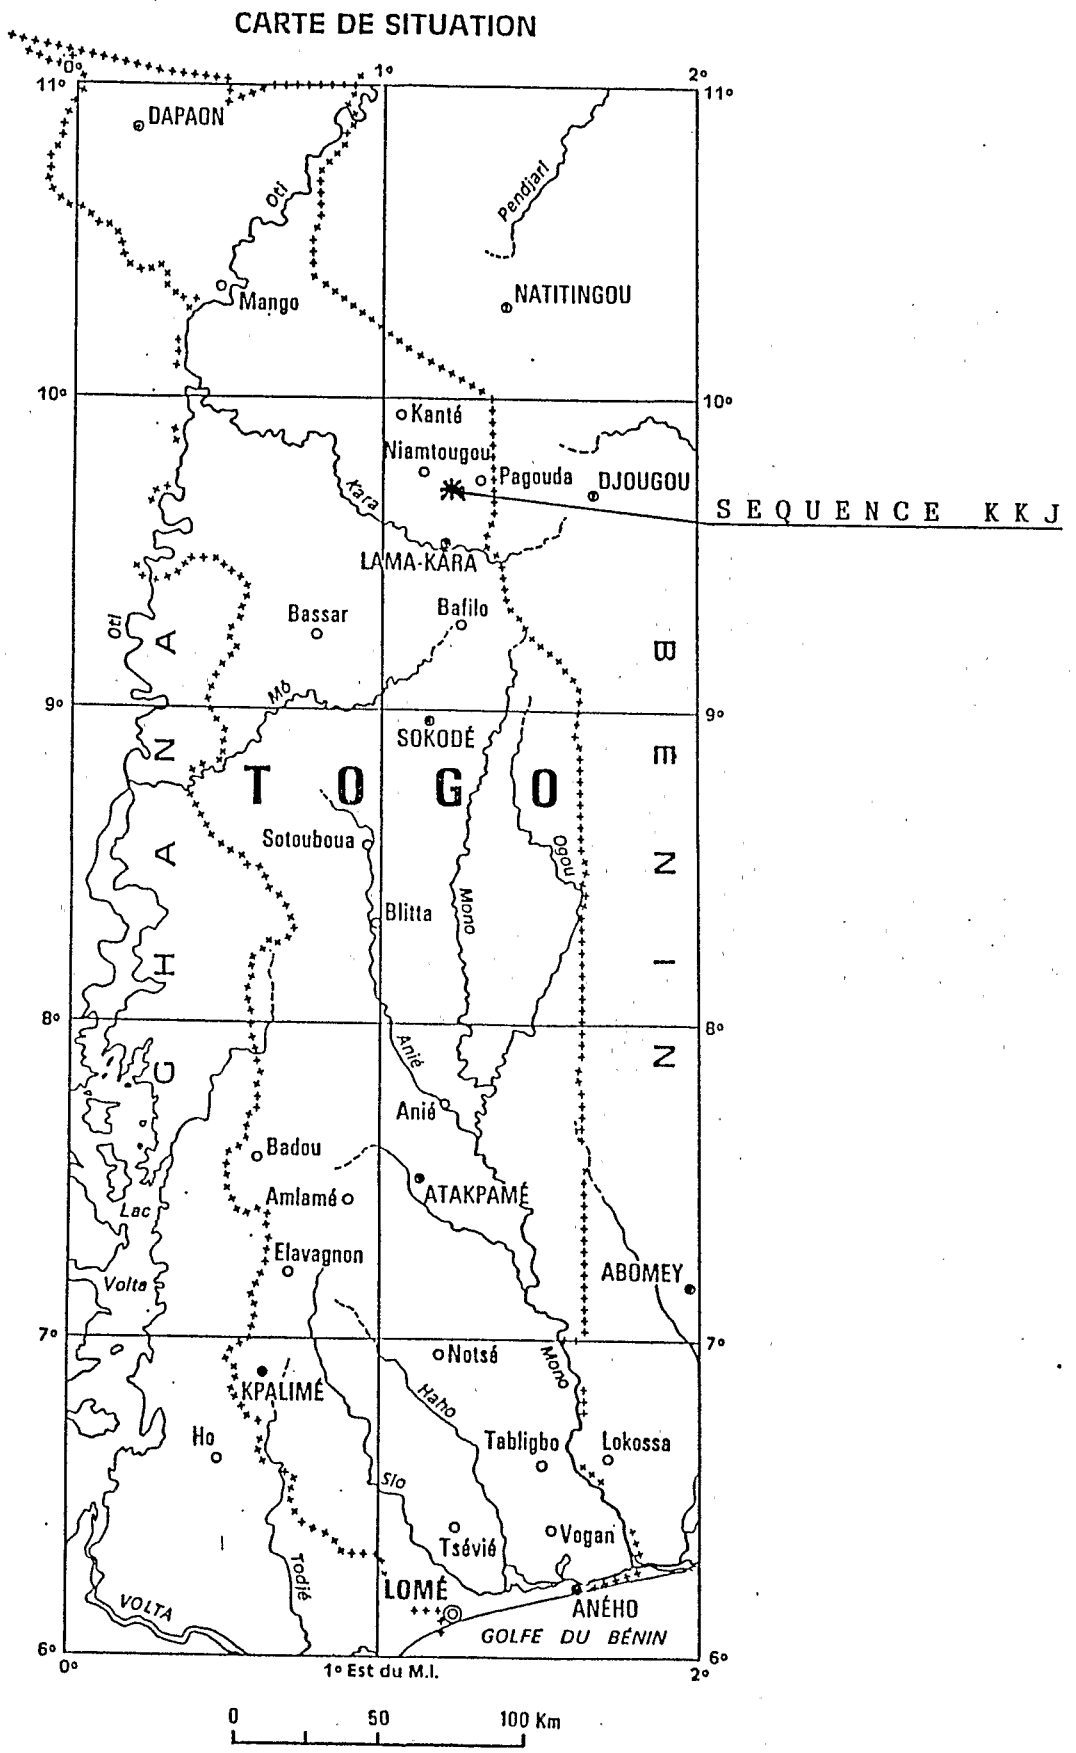 CARTE DE SITUATION
0°
1°
2°
11°
11°
DAPAON
Oti
Pendjari
Mango
NATITINGOU
10°
10°
Kanté
Niamtougou
Pagouda
DJOUGOU
Kara
SEQUENCE KKJ
LAMA-KARA
Bassar
Bafilo
Oti
GHANA
BENIN
Mô
9°
9°
SOKODÉ
TOGO
Sotouboua
Ogou
Mono
Blitta
8°
8°
Anié
Anié
Badou
ATAKPAMÉ
Amlamé
Lac
Elavagnon
ABOMEY
Volta
7°
7°
Notsé
Mono
KPALIMÉ
Haho
Ho
Tabligbo
Lokossa
Sio
Tsévié
Vogan
Todjé
LOMÉ
ANÉHO
VOLTA
GOLFE DU BÉNIN
6°
6°
0°
1° Est du M.I.
2°
0
50
100 Km